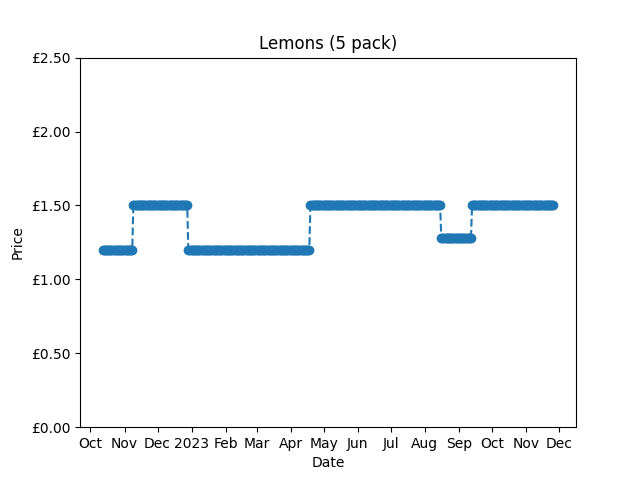 Lemons (5 pack)
£2.50
£2.00
£1.50
£1.00
£0.50
£0.00
Price
Oct Nov Dec 2023 Feb Mar Apr May Jun Jul Aug Sep Oct Nov Dec
Date